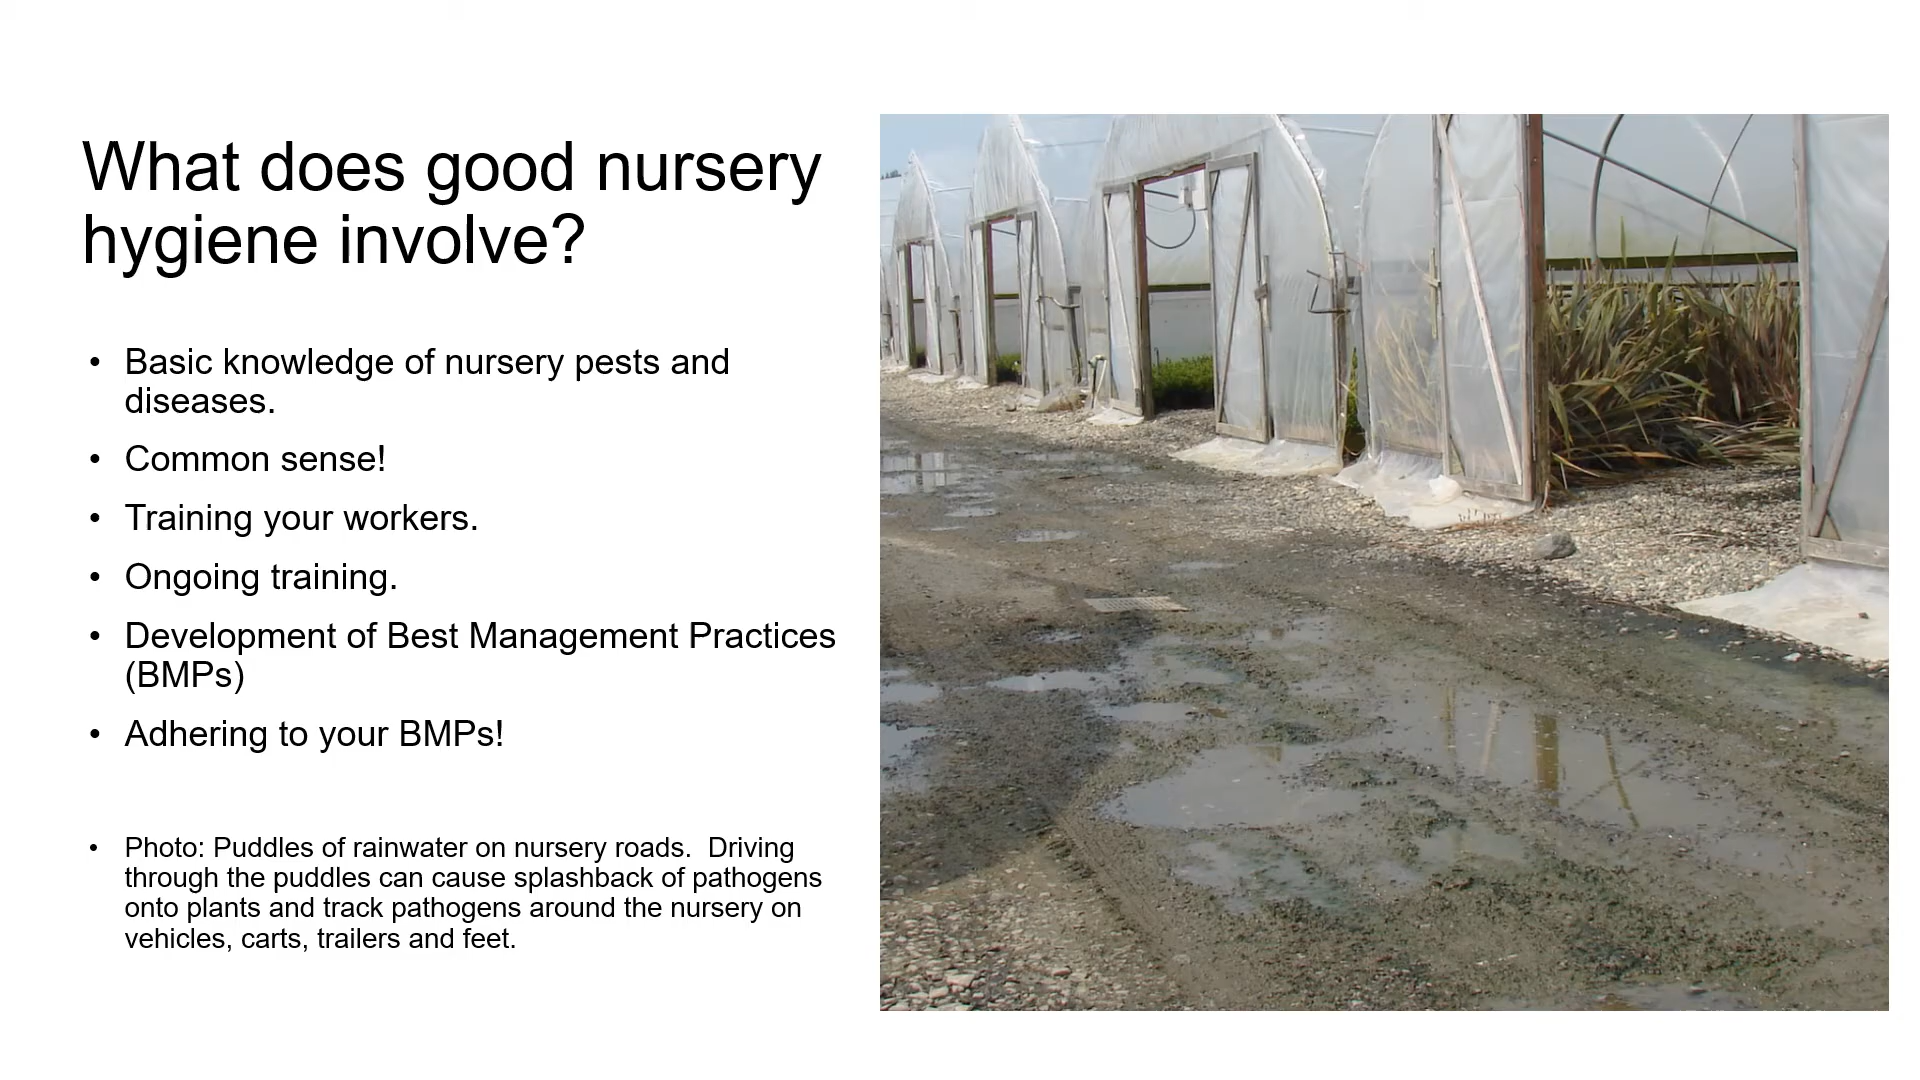 What does good nursery
hygiene involve?
• Basic knowledge of nursery pests and
diseases.
• Common sense!
• Training your workers.
• Ongoing training.
• Development of Best Management Practices
(BMPs)
• Adhering to your BMPs!
• Photo: Puddles of rainwater on nursery roads.  Driving
through the puddles can cause splashback of pathogens
onto plants and track pathogens around the nursery on
vehicles, carts, trailers and feet.